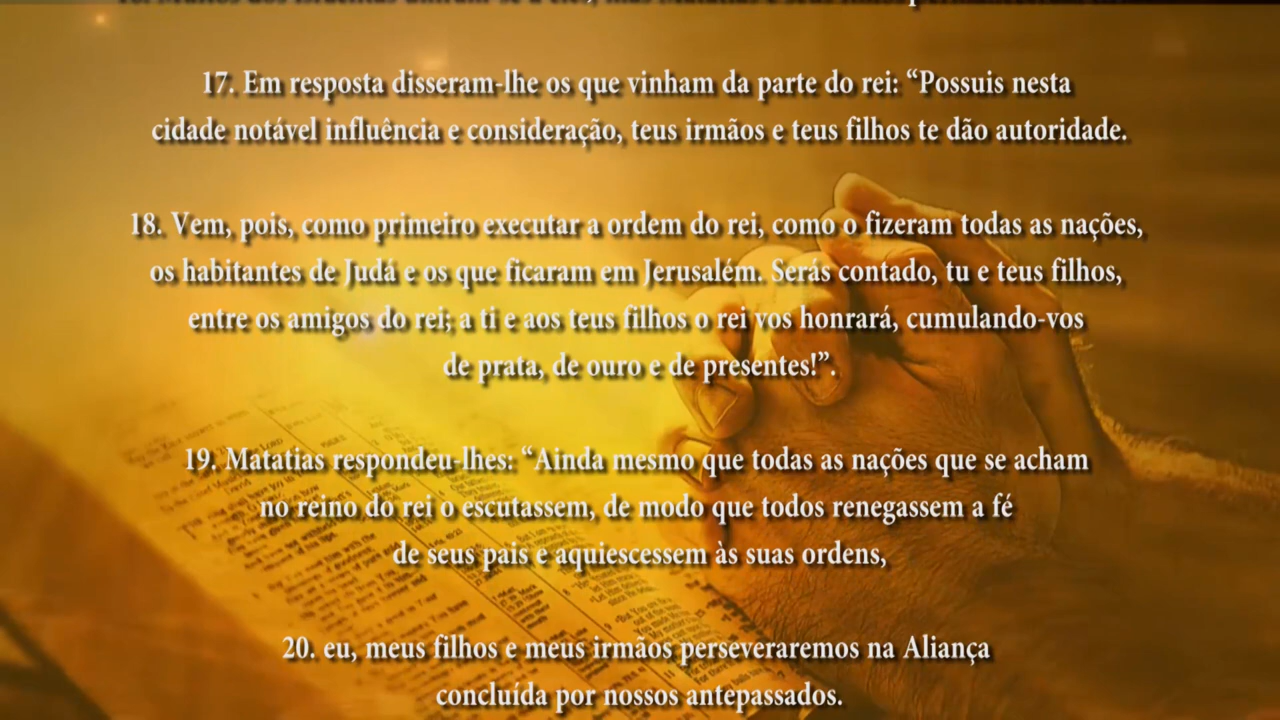 17. Em resposta disseram-lhe os que vinham da parte do rei: “Possuis nesta
cidade notável influência e consideração, teus irmãos e teus filhos te dão autoridade.
18. Vem, pois, como primeiro executar a ordem do rei, como o fizeram todas as nações,
os habitantes de Judá e os que ficaram em Jerusalém. Serás contado, tu e teus filhos,
entre os amigos do rei; a ti e aos teus filhos o rei vos honrará, cumulando-vos
de prata, de ouro e de presentes!”.
19. Matatias respondeu-lhes: “Ainda mesmo que todas as nações que se acham
no reino do rei o escutassem, de modo que todos renegassem a fé
de seus pais e aquiescessem às suas ordens,
20. eu, meus filhos e meus irmãos perseveraremos na Aliança
concluída por nossos antepassados.